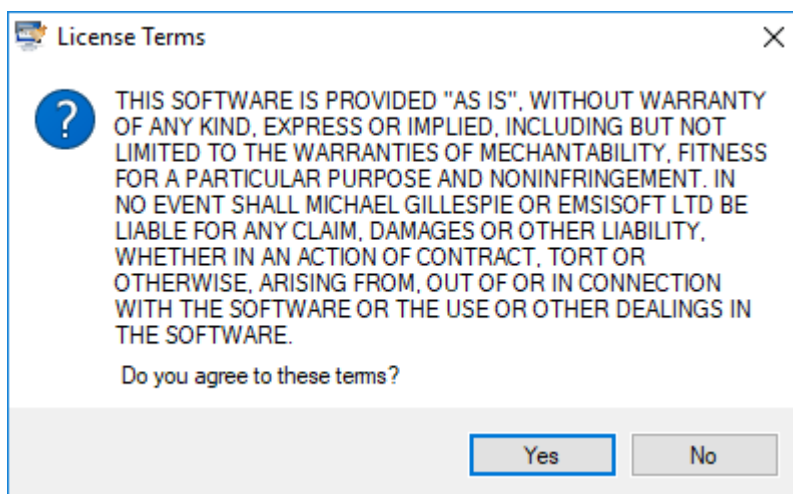 License Terms
THIS SOFTWARE IS PROVIDED "AS IS", WITHOUT WARRANTY
OF ANY KIND, EXPRESS OR IMPLIED, INCLUDING BUT NOT
LIMITED TO THE WARRANTIES OF MECHANTABILITY, FITNESS
FOR A PARTICULAR PURPOSE AND NONINFRINGEMENT. IN
NO EVENT SHALL MICHAEL GILLESPIE OR EMSISOFT LTD BE
LIABLE FOR ANY CLAIM, DAMAGES OR OTHER LIABILITY,
WHETHER IN AN ACTION OF CONTRACT, TORT OR
OTHERWISE, ARISING FROM, OUT OF OR IN CONNECTION
WITH THE SOFTWARE OR THE USE OR OTHER DEALINGS IN
THE SOFTWARE.
Do you agree to these terms?
Yes No